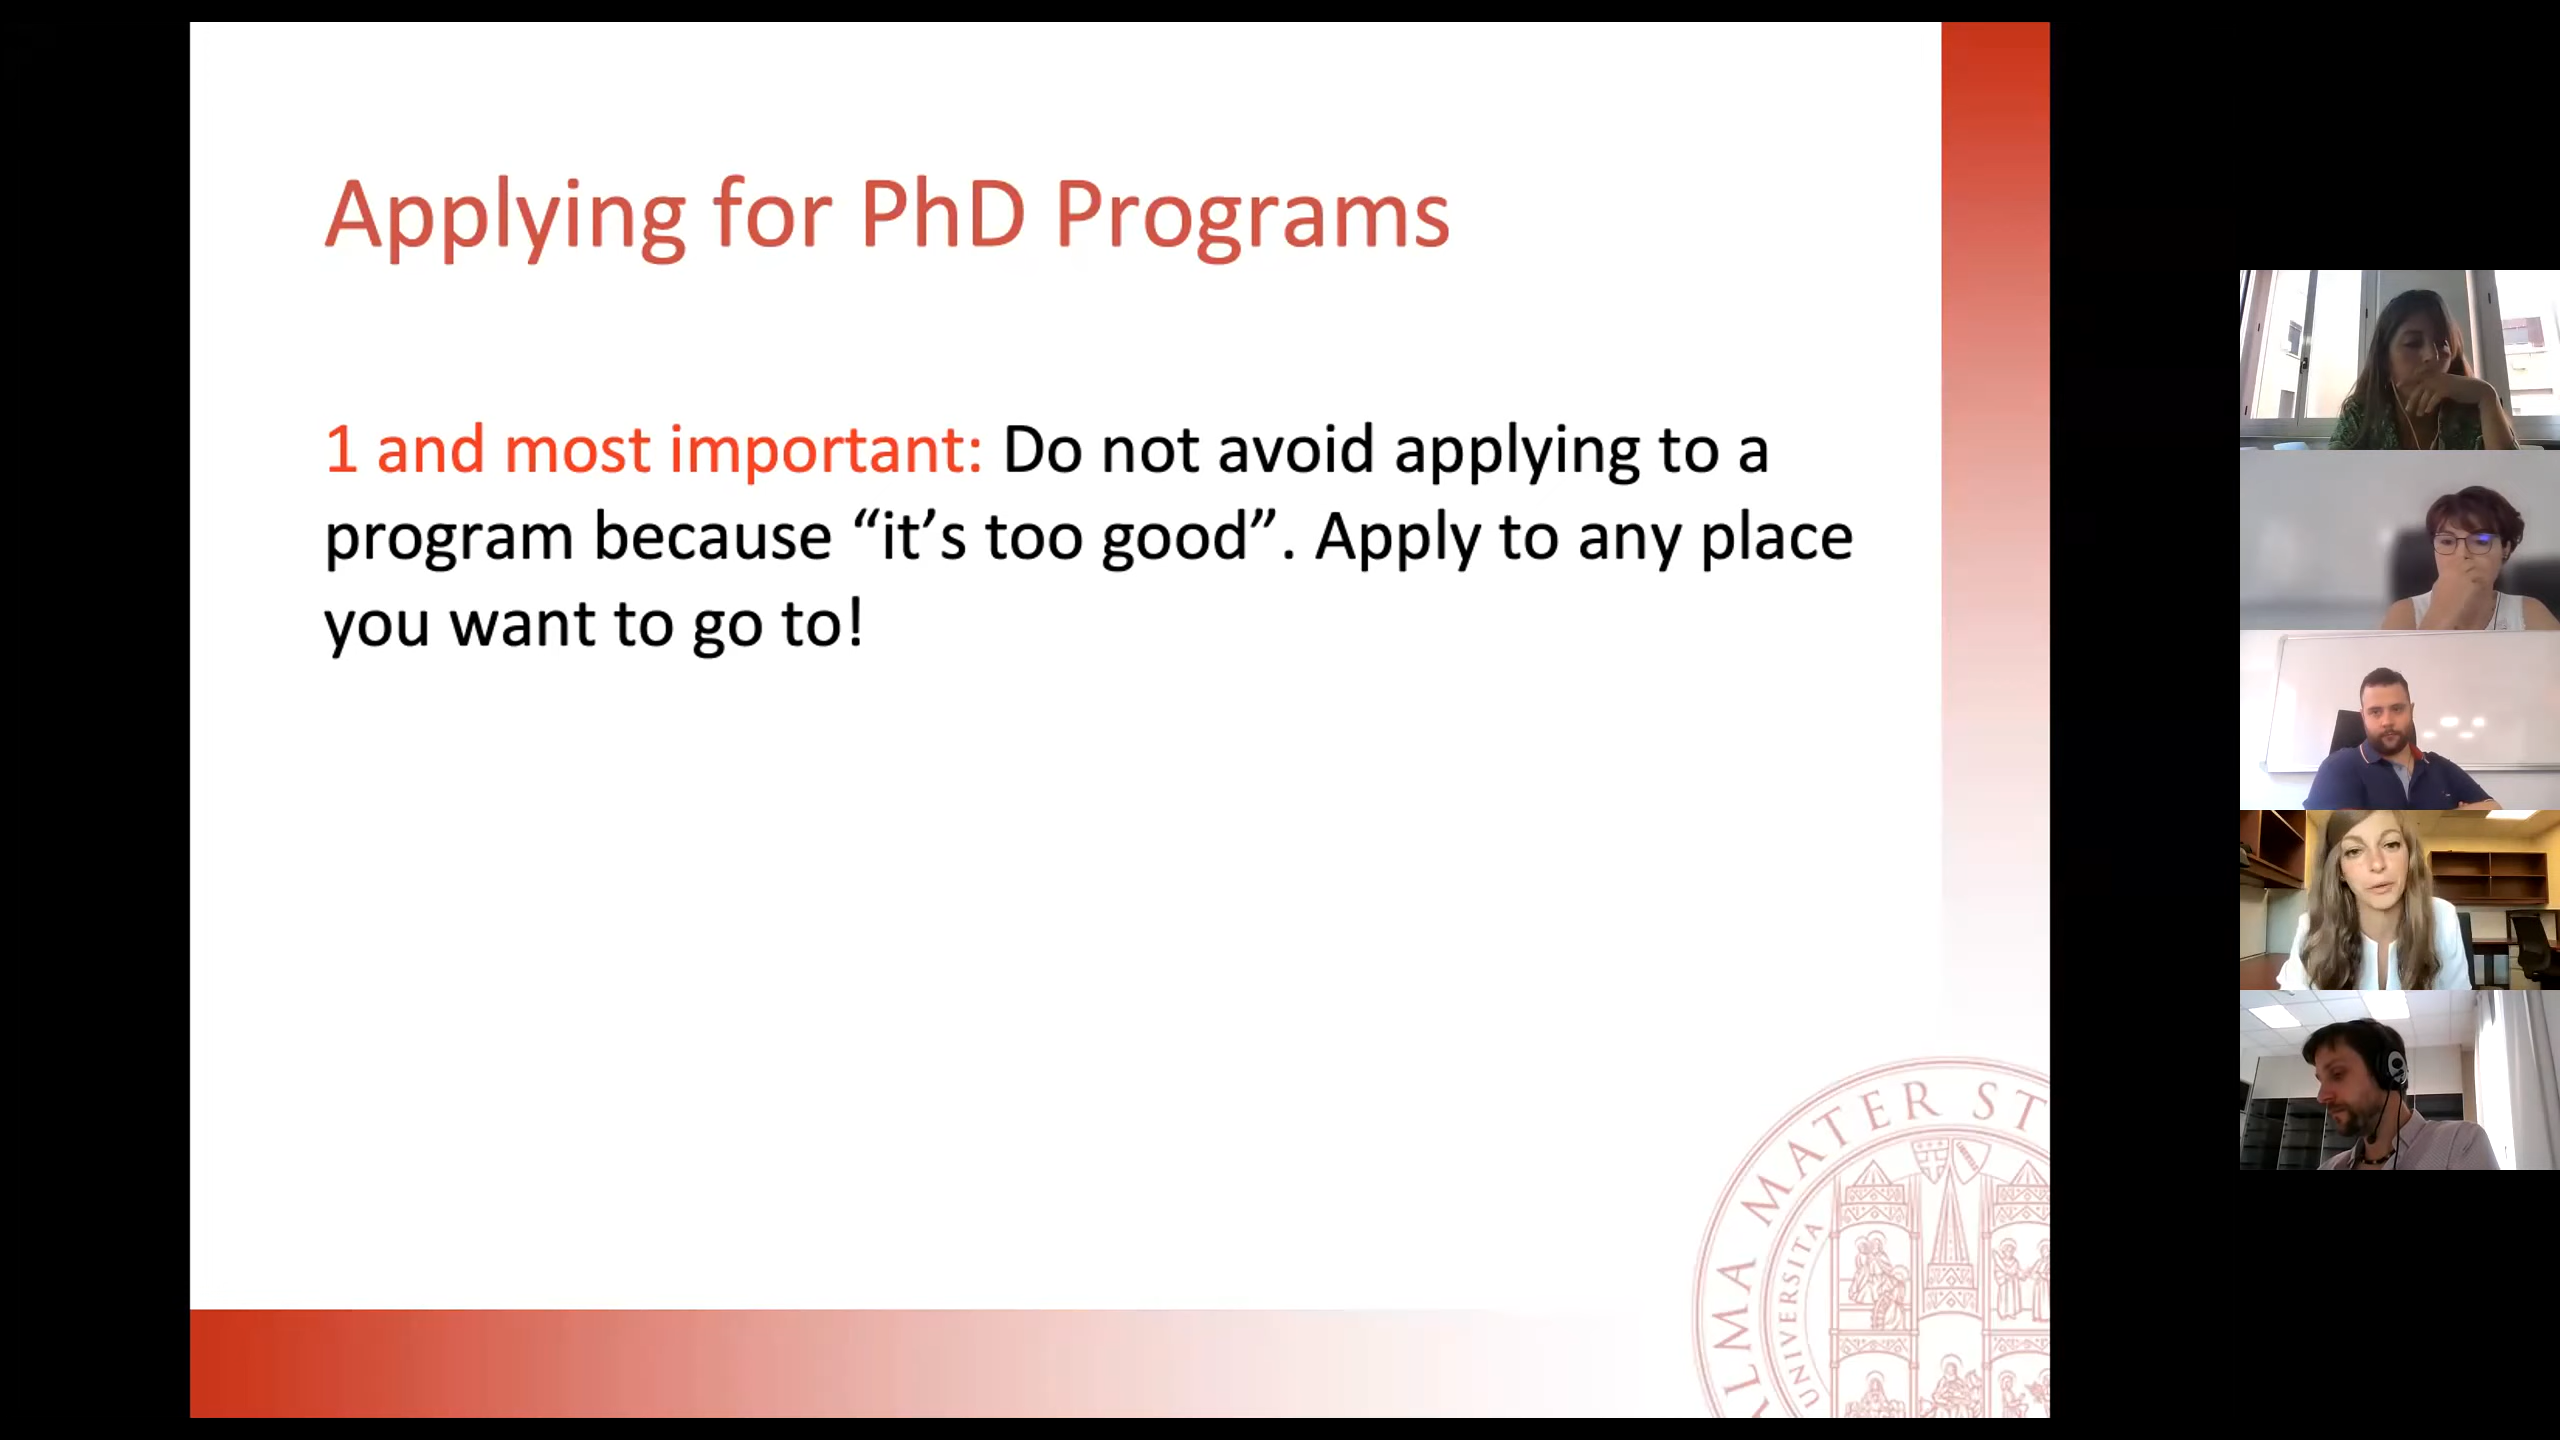 Applying for PhD Programs
1 and most important: Do not avoid applying to a
program because “it’s too good”. Apply to any place
you want to go to!
ALMA MATER ST
UNIVERSITA